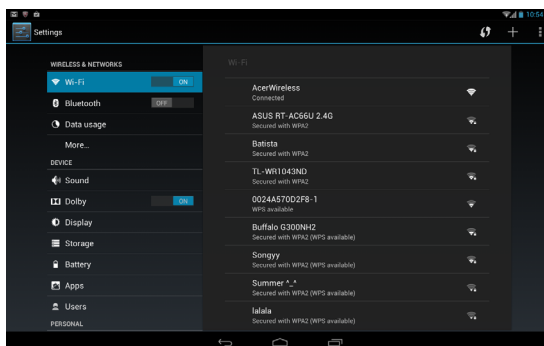 10:54
Settings
WIRELESS & NETWORKS
Wi-Fi ON
Bluetooth OFF
Data usage
More...
DEVICE
Sound
Dolby ON
Display
Storage
Battery
Apps
Users
PERSONAL
Wi-Fi
AcerWireless
Connected
ASUS RT-AC66U 2.4G
Secured with WPA2
Batista
Secured with WPA2
TL-WR1043ND
Secured with WPA2
0024A570D2F8-1
WPS available
Buffalo G300NH2
Secured with WPA2 (WPS available)
Songyy
Secured with WPA2 (WPS available)
Summer ^_^
Secured with WPA2 (WPS available)
lalala
Secured with WPA2 (WPS available)